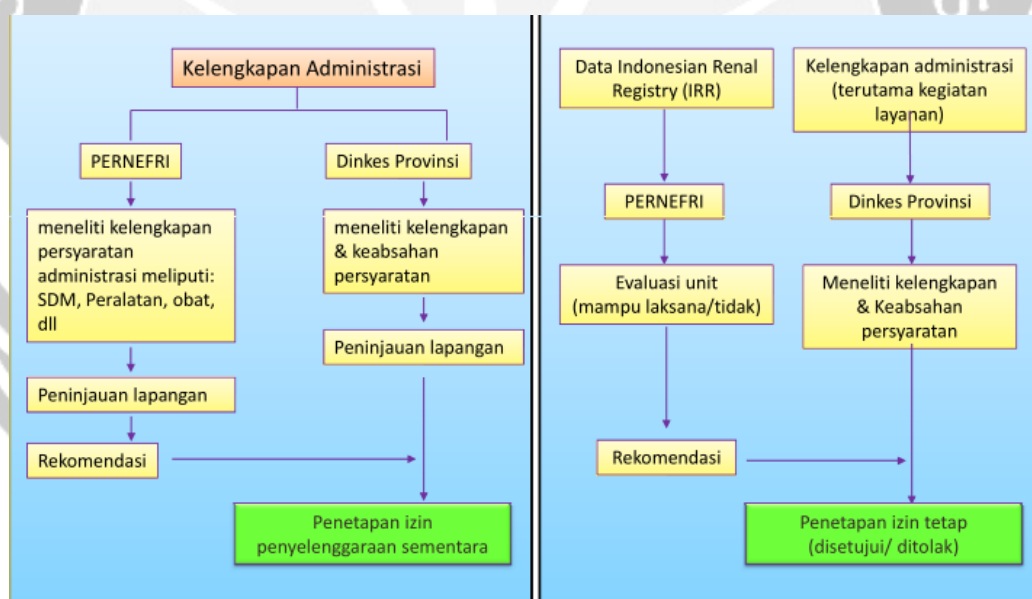 Kelengkapan Administrasi
PERNEFRI
Dinkes Provinsi
meneliti kelengkapan
persyaratan
administrasi meliputi:
SDM, Peralatan, obat,
dll
meneliti kelengkapan
& keabsahan
persyaratan
Peninjauan lapangan
Peninjauan lapangan
Rekomendasi
Penetapan izin
penyelenggaraan sementara
Data Indonesian Renal
Registry (IRR)
Kelengkapan administrasi
(terutama kegiatan
layanan)
PERNEFRI
Dinkes Provinsi
Evaluasi unit
(mampu laksana/tidak)
Meneliti kelengkapan
& Keabsahan
persyaratan
Rekomendasi
Penetapan izin tetap
(disetujui/ ditolak)